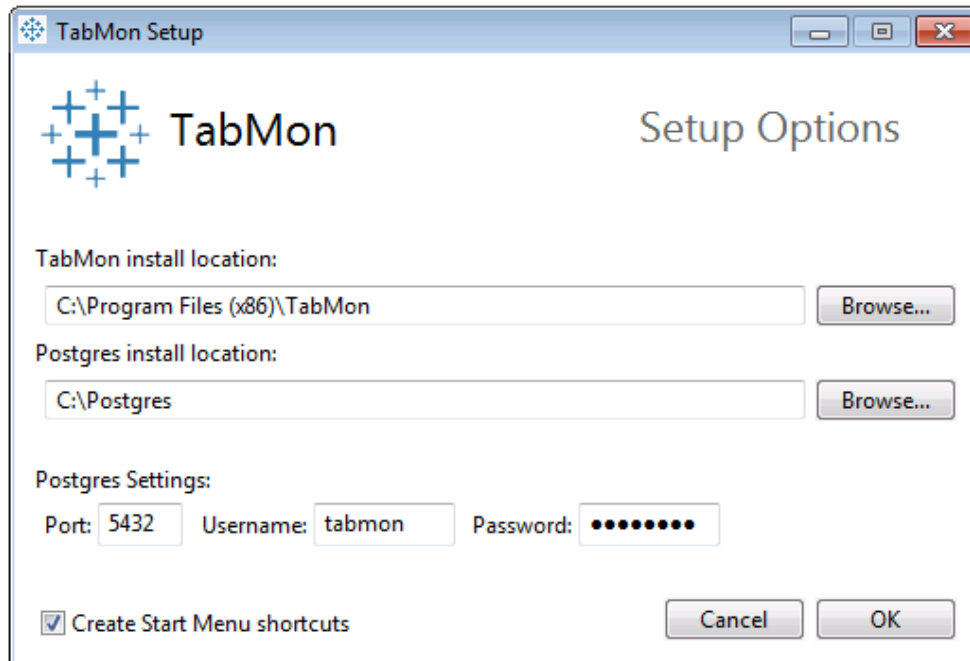 TabMon Setup
TabMon
Setup Options
TabMon install location:
C:\Program Files (x86)\TabMon
Browse...
Postgres install location:
C:\Postgres
Browse...
Postgres Settings:
Port: 5432 Username: tabmon Password: ●●●●●●●●
Create Start Menu shortcuts
Cancel
OK